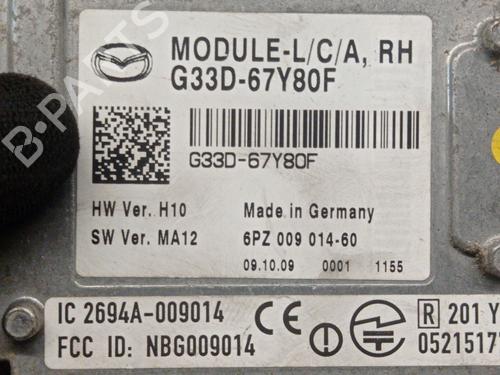 MODULE-L/C/A, RH
G33D-67Y80F
G33D-67Y80F
HW Ver. H10 Made in Germany
SW Ver. MA12 6PZ 009 014-60
09.10.09 0001 1155
IC 2694A-009014
FCC ID: NBG009014
R 201 Y
0521517
B-PARTS